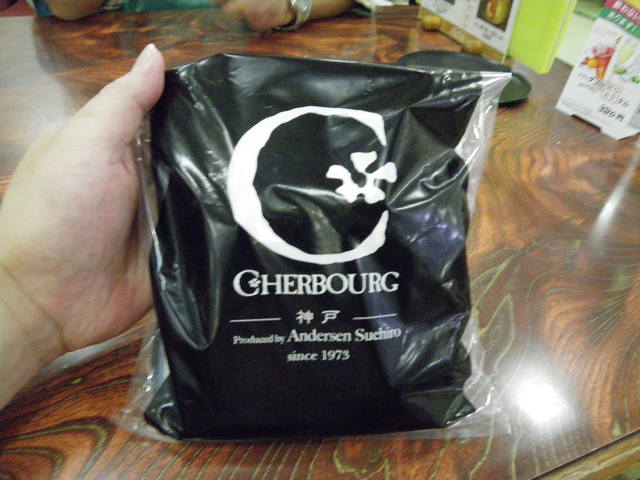 C
CHERBOURG
神戸
Produced by Andersen Suehiro
since 1973